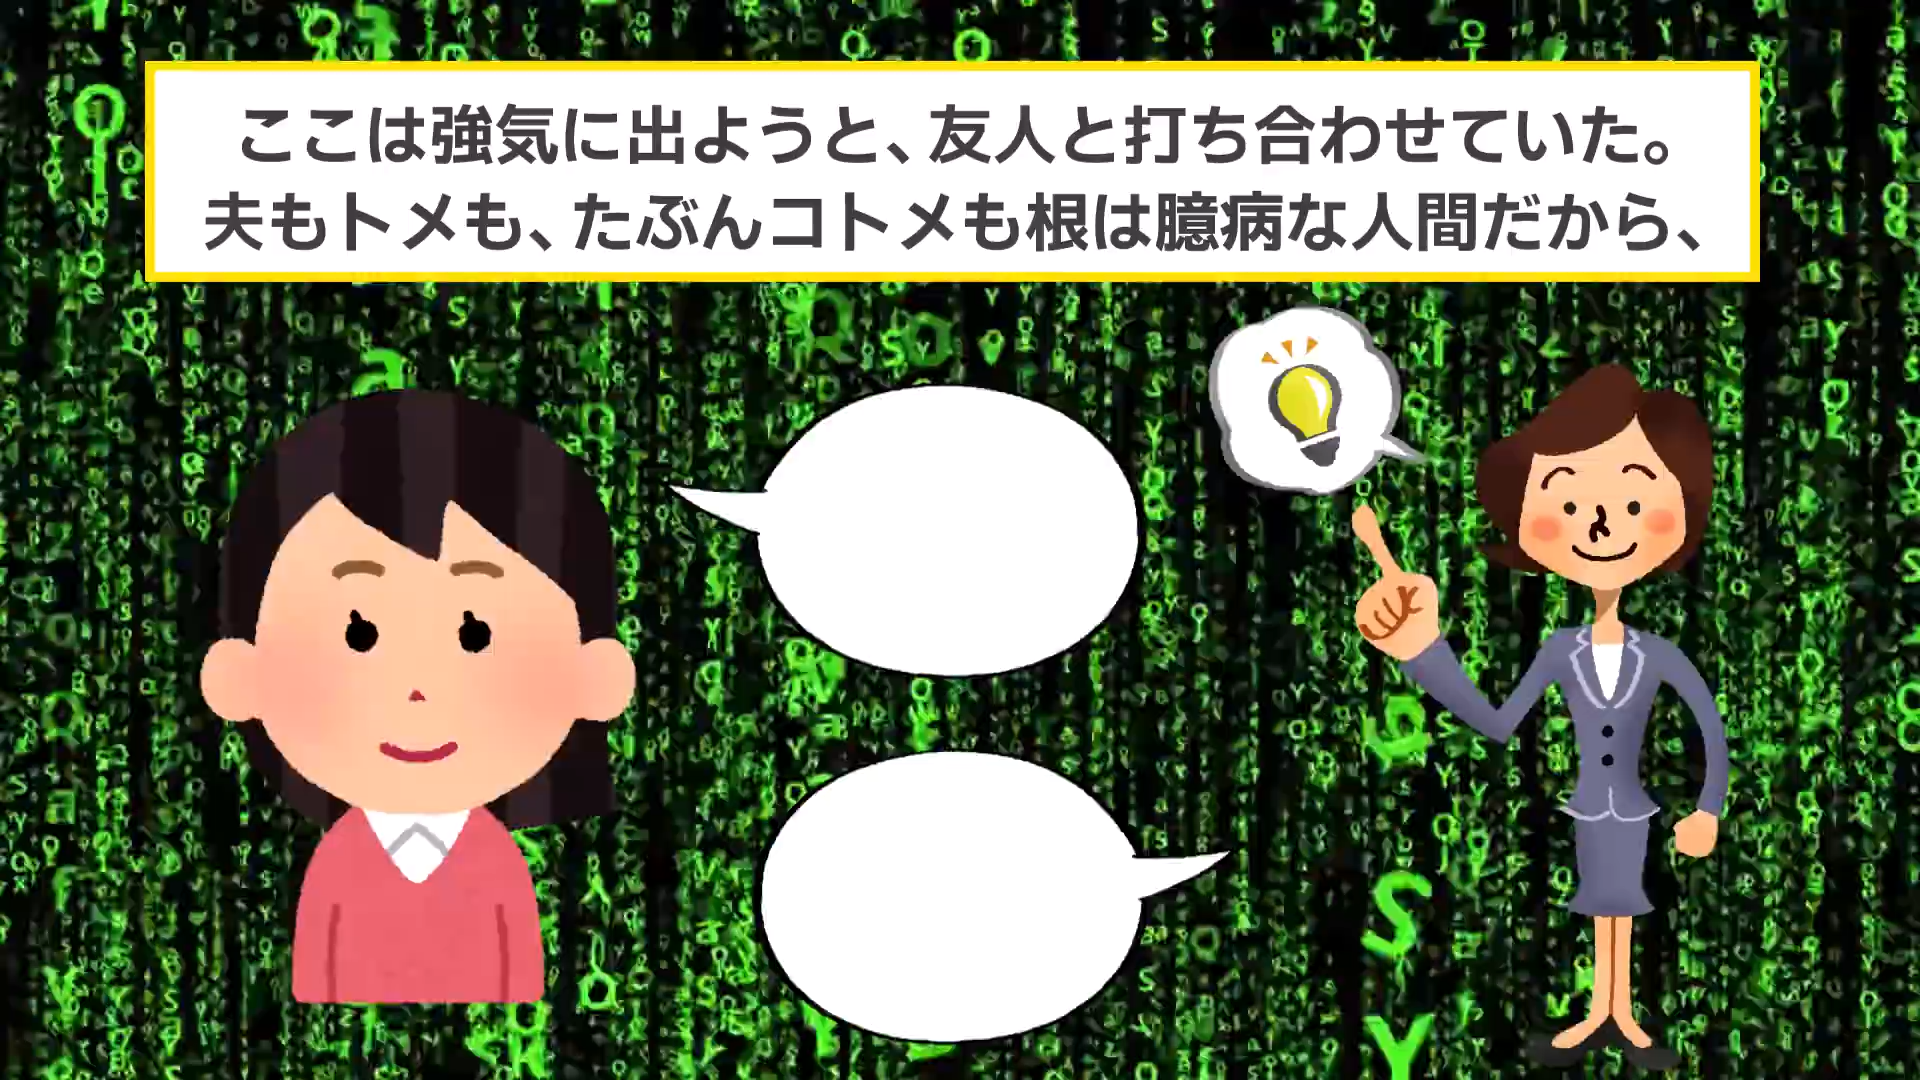 ここは強気に出ようと、友人と打ち合わせていた。
夫もトメも、たぶんコトメも根は臆病な人間だから、